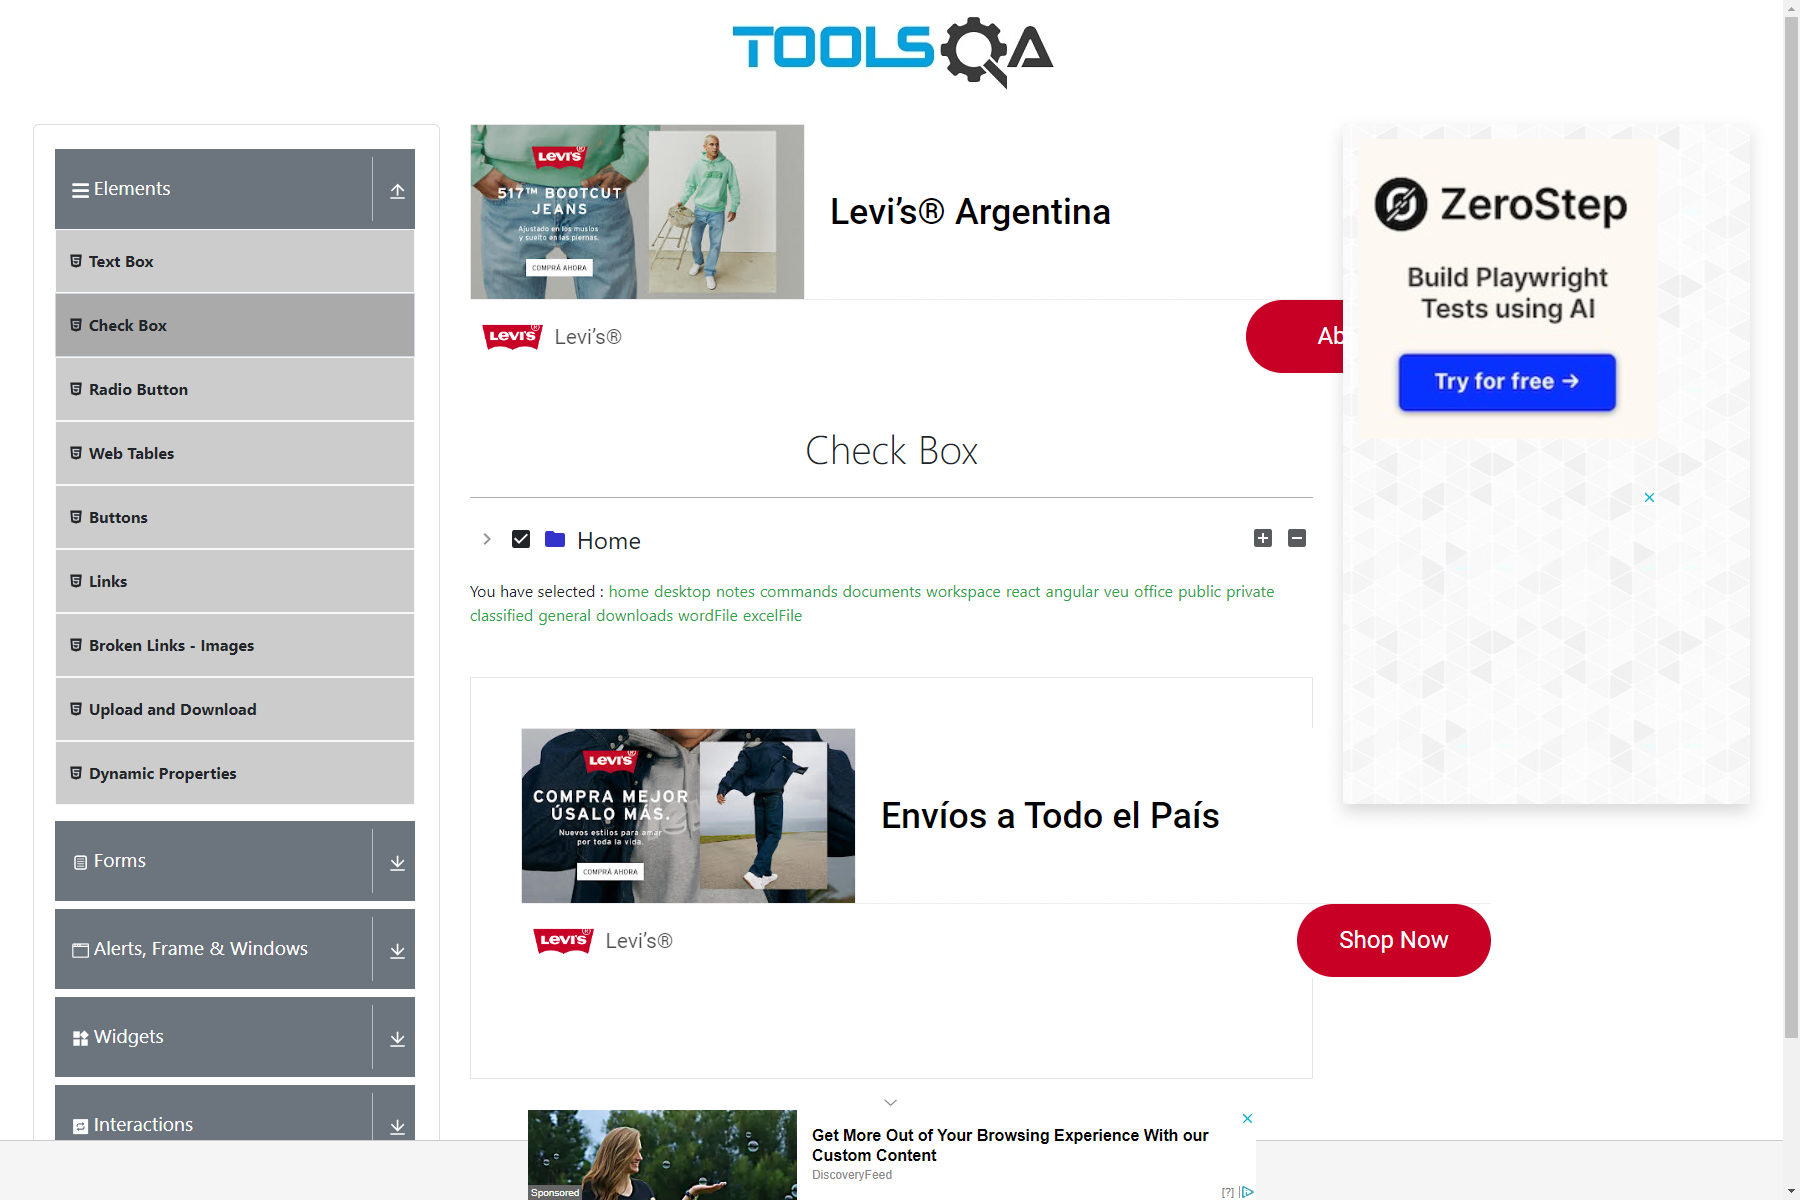 TOOLSQA
Elements
Text Box
Check Box
Radio Button
Web Tables
Buttons
Links
Broken Links - Images
Upload and Download
Dynamic Properties
Forms
Alerts, Frame & Windows
Widgets
Interactions
LEVI'S®
517™ BOOTCUT
JEANS
Ajustado en los muslos
y suelto en las piernas.
COMPRÁ AHORA
Levi’s® Argentina
LEVI'S®
Levi’s®
Ab
Check Box
Home
You have selected : home desktop notes commands documents workspace react angular veu office public private
classified general downloads wordFile excelFile
LEVI'S®
COMPRA MEJOR
ÚSALO MÁS.
Nuevos estilos para amar
por toda la vida.
COMPRÁ AHORA
Envíos a Todo el País
LEVI'S®
Levi’s®
Shop Now
ZeroStep
Build Playwright
Tests using AI
Try for free →
Get More Out of Your Browsing Experience With our
Custom Content
DiscoveryFeed
Sponsored
[?]